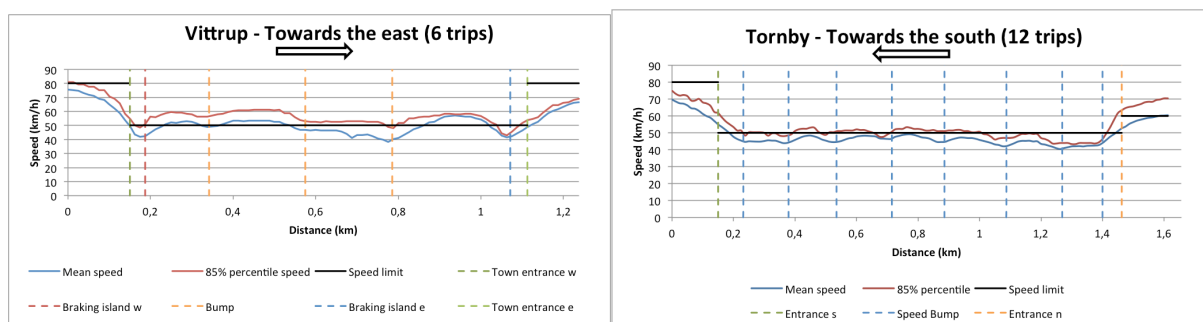 Vittrup - Towards the east (6 trips)
90
80
70
60
50
40
30
20
10
0
Speed (km/h)
0 0,2 0,4 0,6 0,8 1 1,2
Distance (km)
Mean speed 85% percentile speed Speed limit Town entrance w
Braking island w Bump Braking island e Town entrance e
Tornby - Towards the south (12 trips)
90
80
70
60
50
40
30
20
10
0
Speed (km/h)
0 0,2 0,4 0,6 0,8 1 1,2 1,4 1,6
Distance (km)
Mean speed 85% percentile Speed limit
Entrance s Speed Bump Entrance n